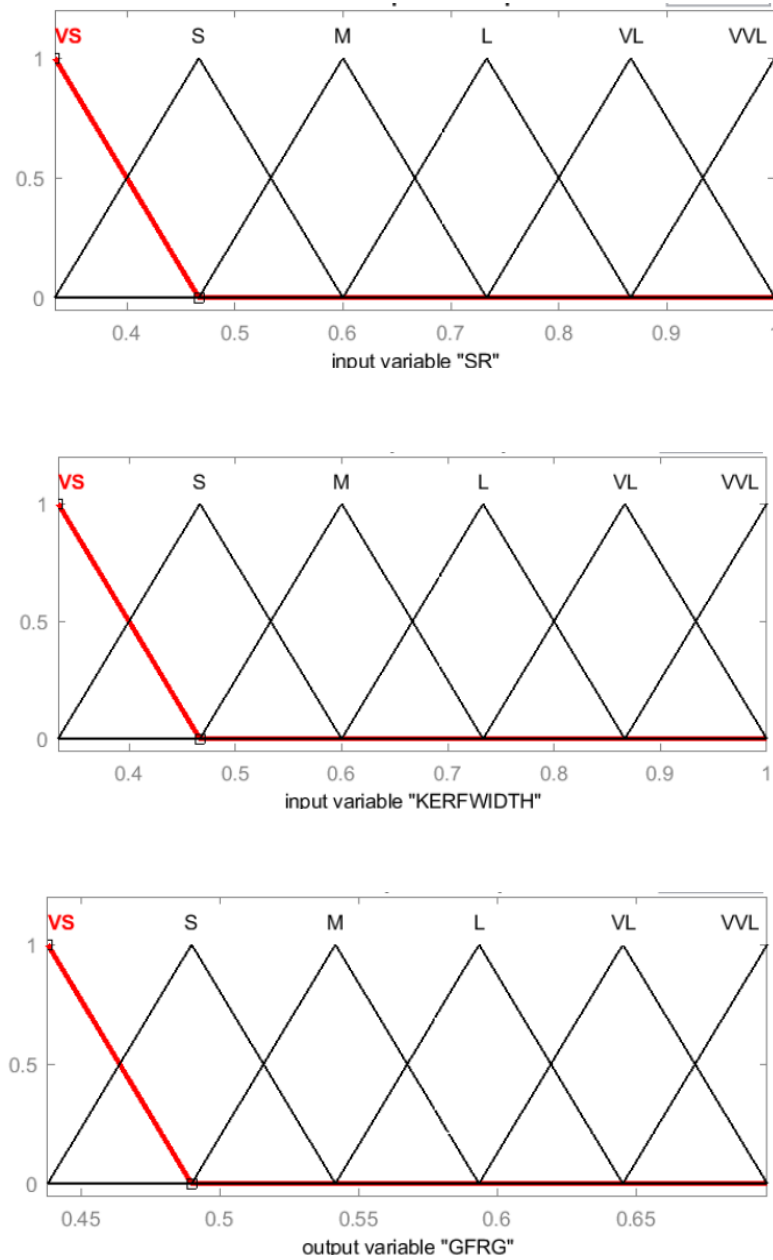 VS S M L VL VVL
1
0.5
0
0.4 0.5 0.6 0.7 0.8 0.9 1
input variable "SR"
VS S M L VL VVL
1
0.5
0
0.4 0.5 0.6 0.7 0.8 0.9 1
input variable "KERFWIDTH"
VS S M L VL VVL
1
0.5
0
0.45 0.5 0.55 0.6 0.65
output variable "GFRG"